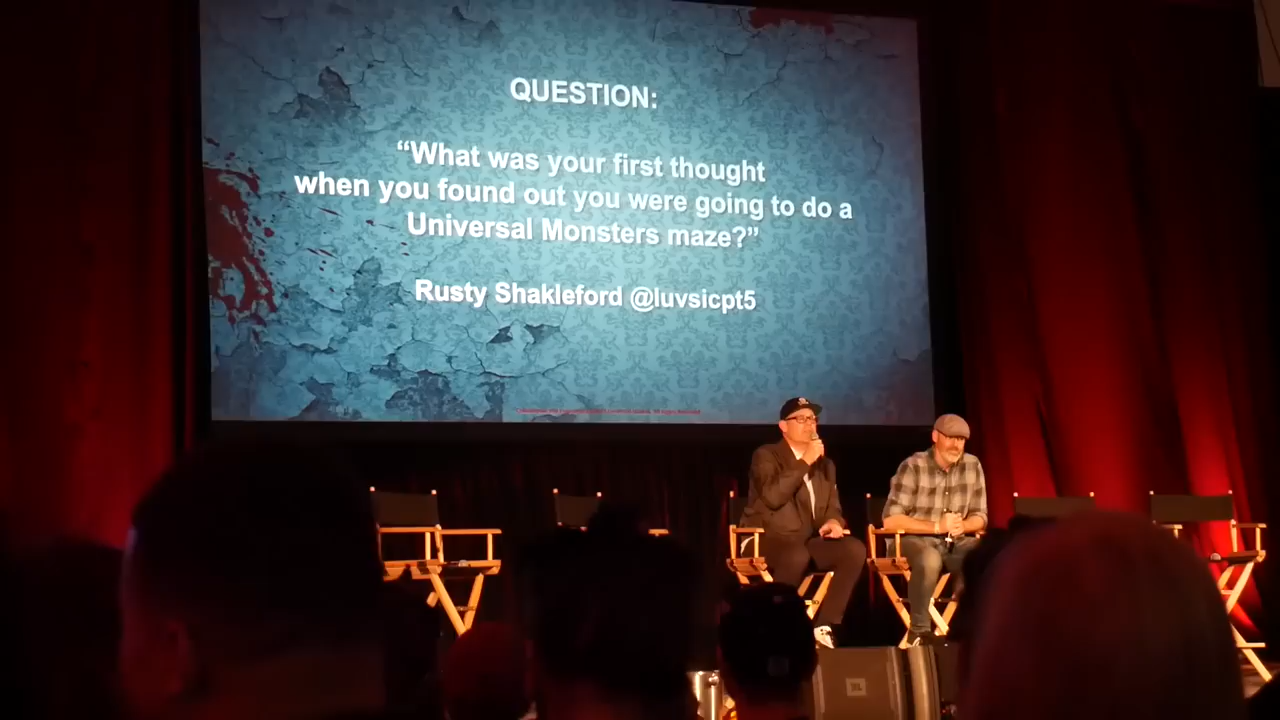 QUESTION:
“What was your first thought
when you found out you were going to do a
Universal Monsters maze?”
Rusty Shakleford @luvsicpt5
JBL